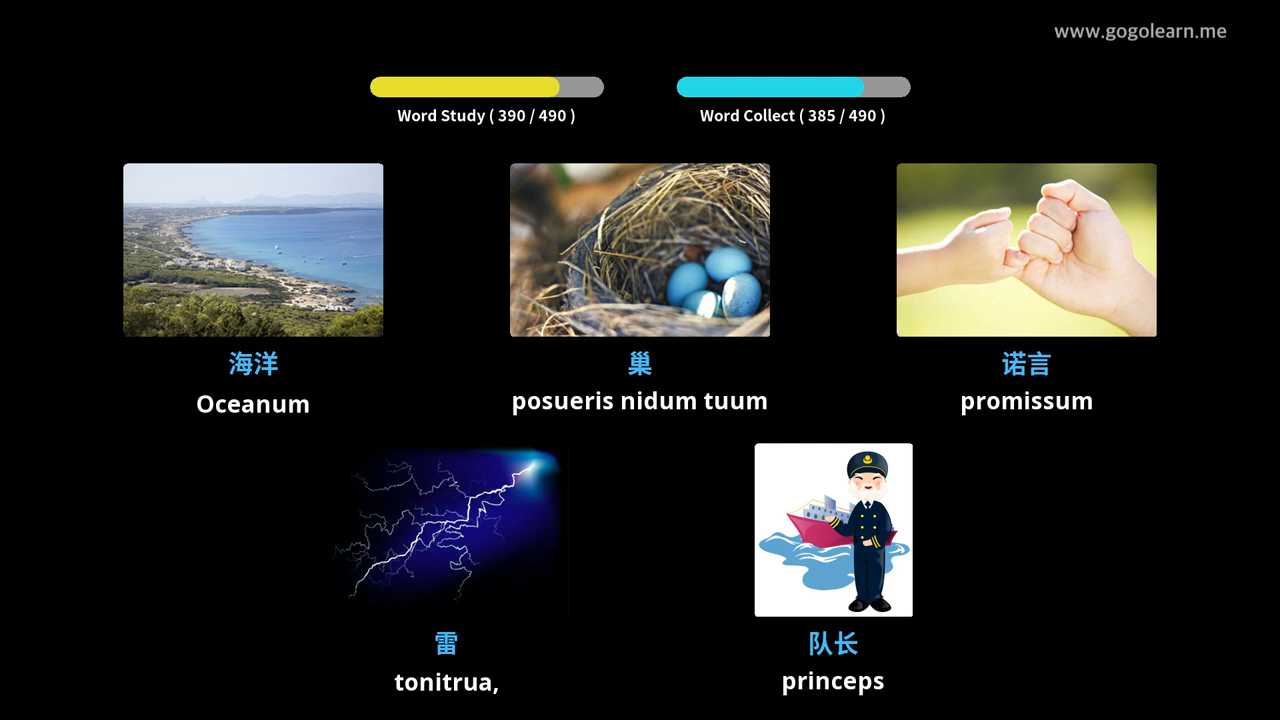 www.gogolearn.me
Word Study ( 390 / 490 )
Word Collect ( 385 / 490 )
海洋
Oceanum
巢
posueris nidum tuum
诺言
promissum
雷
tonitrua,
队长
princeps